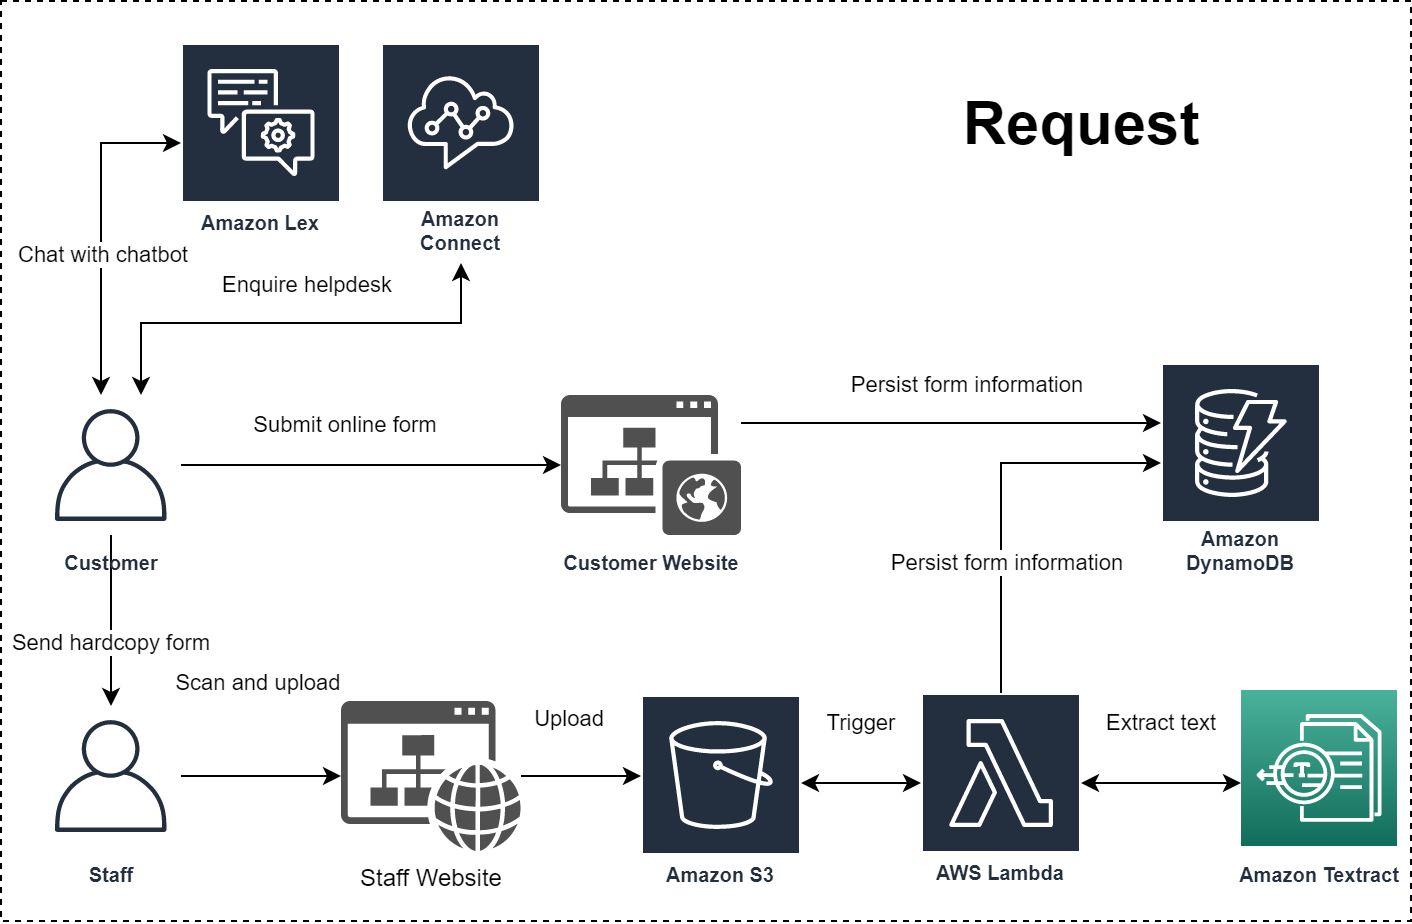 Request
Amazon Lex
Amazon
Connect
Chat with chatbot
Enquire helpdesk
Submit online form
Persist form information
Customer
Customer Website
Amazon
DynamoDB
Persist form information
Send hardcopy form
Scan and upload
Upload
Trigger
Extract text
T
Staff
Staff Website
Amazon S3
AWS Lambda
Amazon Textract